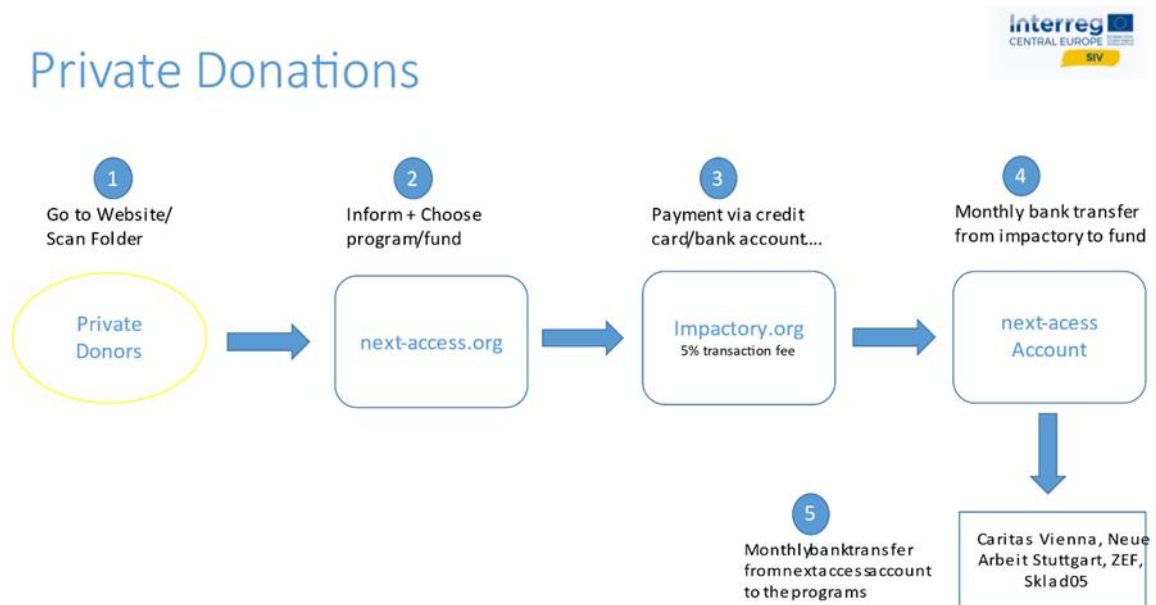 Interreg
CENTRAL EUROPE
SIV
Private Donations
1
Go to Website/
Scan Folder
2
Inform + Choose
program/fund
3
Payment via credit
card/bank account....
4
Monthly bank transfer
from impactory to fund
Private
Donors
next-access.org
Impactory.org
5% transaction fee
next-acess
Account
5
Monthlybanktransfer
fromnextaccessaccount
to the programs
Caritas Vienna, Neue
Arbeit Stuttgart, ZEF,
Sklad05